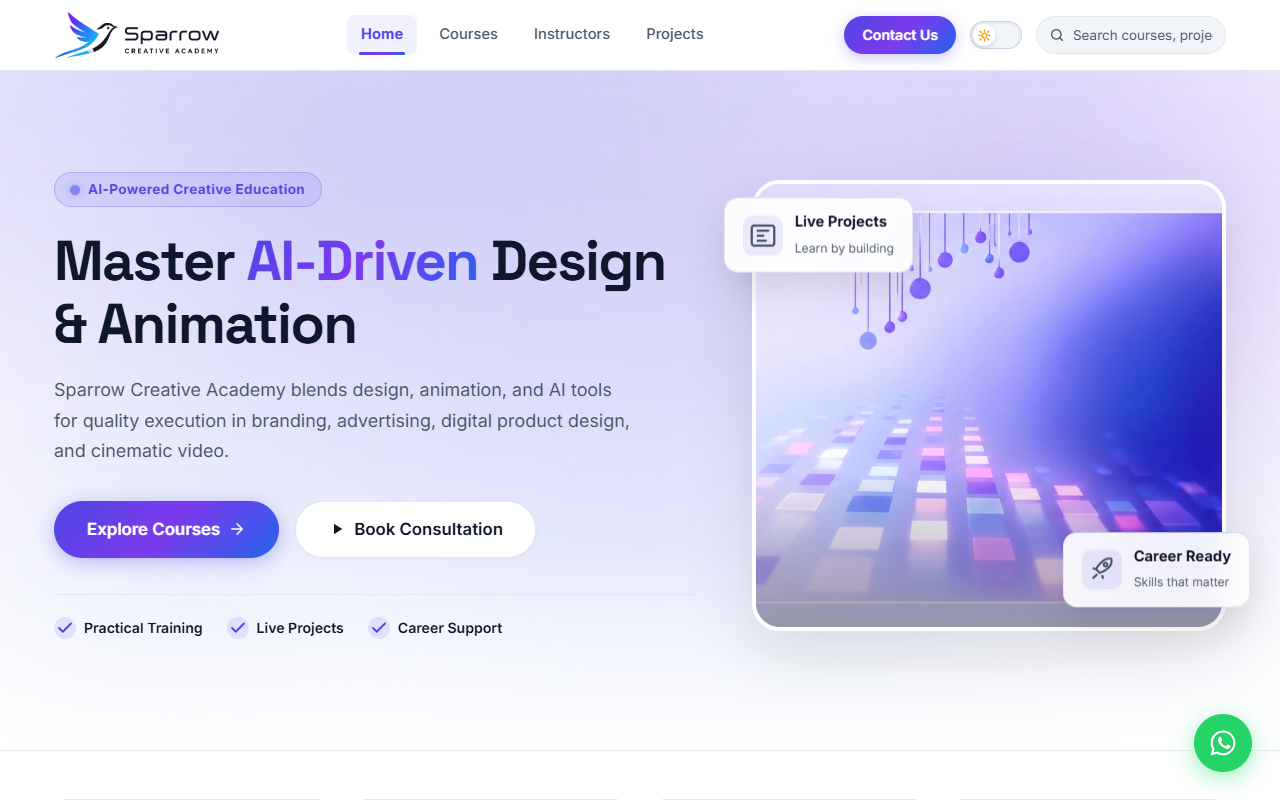 Sparrow
CREATIVE ACADEMY
Home
Courses
Instructors
Projects
Contact Us
Search courses, proje
AI-Powered Creative Education
Master AI-Driven Design
& Animation
Sparrow Creative Academy blends design, animation, and AI tools
for quality execution in branding, advertising, digital product design,
and cinematic video.
Explore Courses
Book Consultation
Practical Training
Live Projects
Career Support
Live Projects
Learn by building
Career Ready
Skills that matter